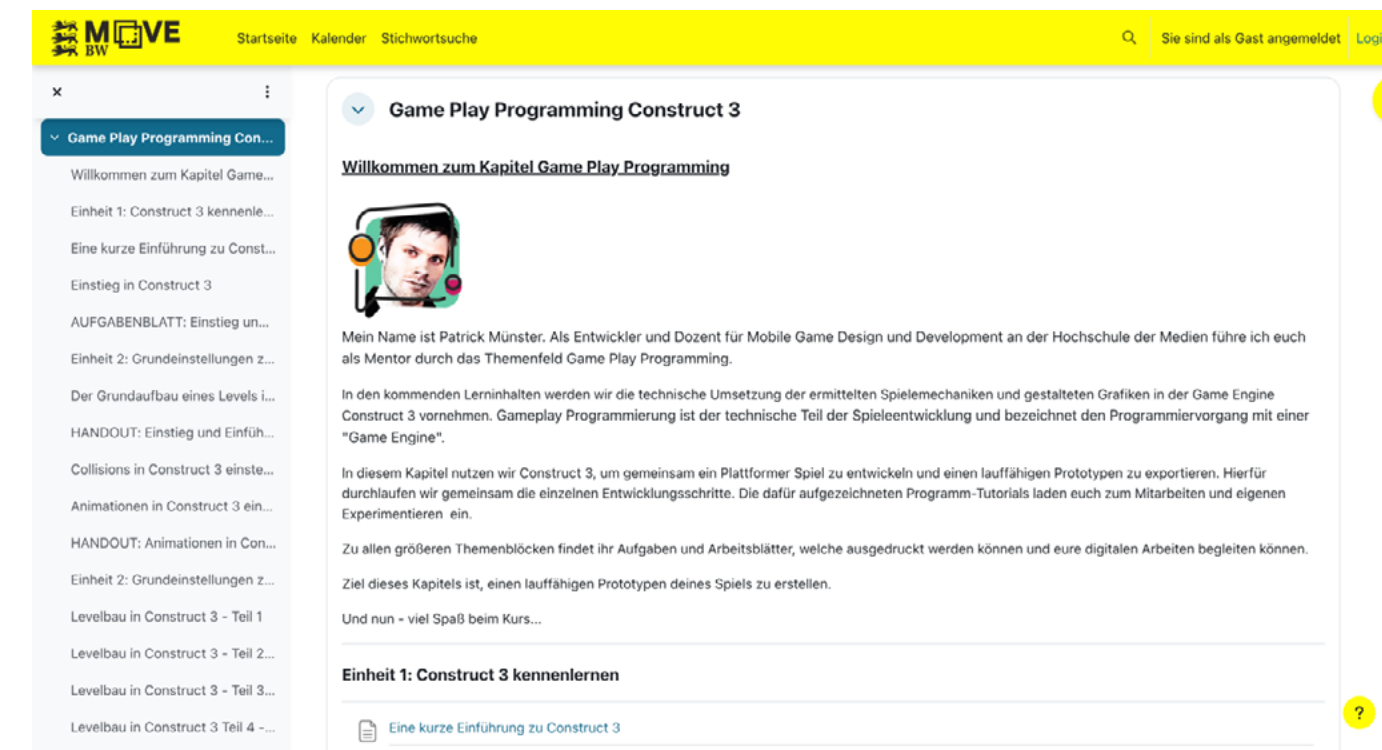 MOVE
BW
Startseite Kalender Stichwortsuche
Sie sind als Gast angemeldet Logi
Game Play Programming Con...
Willkommen zum Kapitel Game...
Einheit 1: Construct 3 kennenle...
Eine kurze Einführung zu Const...
Einstieg in Construct 3
AUFGABENBLATT: Einstieg un...
Einheit 2: Grundeinstellungen z...
Der Grundaufbau eines Levels i...
HANDOUT: Einstieg und Einfüh...
Collisions in Construct 3 einste...
Animationen in Construct 3 ein...
HANDOUT: Animationen in Con...
Einheit 2: Grundeinstellungen z...
Levelbau in Construct 3 - Teil 1
Levelbau in Construct 3 - Teil 2...
Levelbau in Construct 3 - Teil 3...
Levelbau in Construct 3 Teil 4 -...
Game Play Programming Construct 3
Willkommen zum Kapitel Game Play Programming
Mein Name ist Patrick Münster. Als Entwickler und Dozent für Mobile Game Design und Development an der Hochschule der Medien führe ich euch
als Mentor durch das Themenfeld Game Play Programming.
In den kommenden Lerninhalten werden wir die technische Umsetzung der ermittelten Spielemechaniken und gestalteten Grafiken in der Game Engine
Construct 3 vornehmen. Gameplay Programmierung ist der technische Teil der Spieleentwicklung und bezeichnet den Programmiervorgang mit einer
"Game Engine".
In diesem Kapitel nutzen wir Construct 3, um gemeinsam ein Plattformer Spiel zu entwickeln und einen lauffähigen Prototypen zu exportieren. Hierfür
durchlaufen wir gemeinsam die einzelnen Entwicklungsschritte. Die dafür aufgezeichneten Programm-Tutorials laden euch zum Mitarbeiten und eigenen
Experimentieren ein.
Zu allen größeren Themenblöcken findet ihr Aufgaben und Arbeitsblätter, welche ausgedruckt werden können und eure digitalen Arbeiten begleiten können.
Ziel dieses Kapitels ist, einen lauffähigen Prototypen deines Spiels zu erstellen.
Und nun - viel Spaß beim Kurs...
Einheit 1: Construct 3 kennenlernen
Eine kurze Einführung zu Construct 3
?